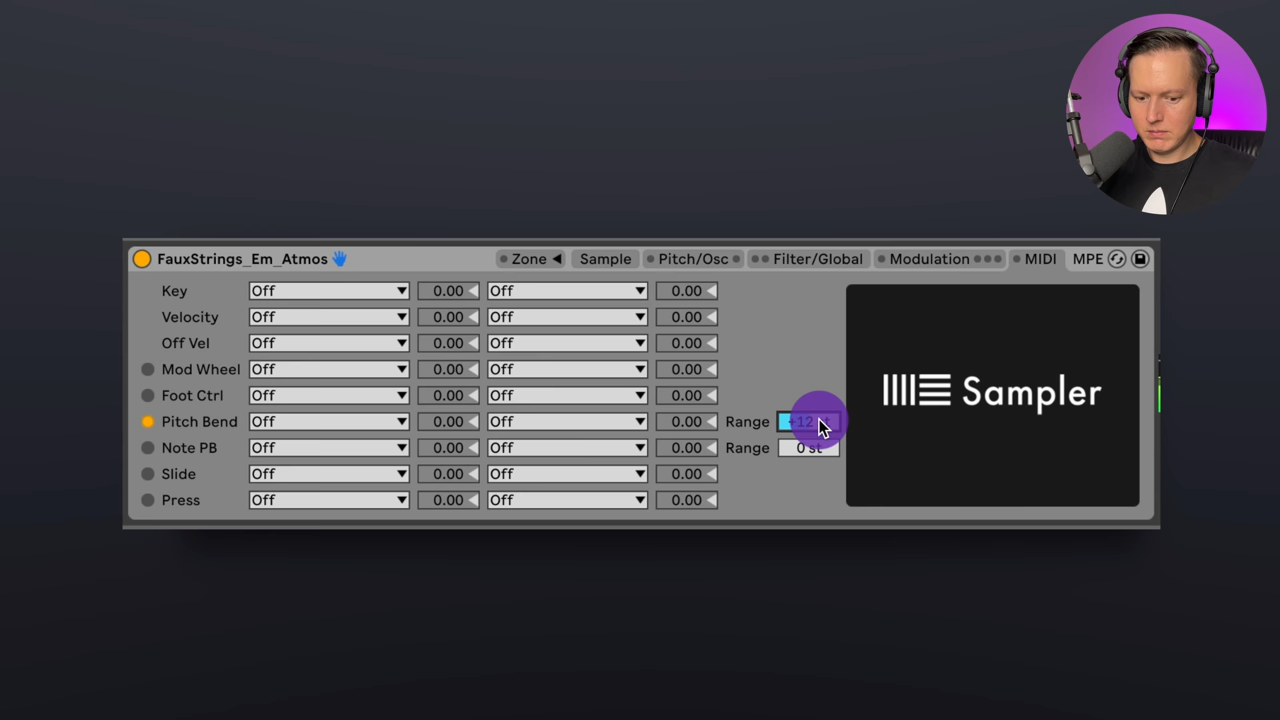 FauxStrings_Em_Atmos Zone Sample Pitch/Osc Filter/Global Modulation MIDI MPE
Key Off 0.00 Off 0.00
Velocity Off 0.00 Off 0.00
Off Vel Off 0.00 Off 0.00
Mod Wheel Off 0.00 Off 0.00
Foot Ctrl Off 0.00 Off 0.00
Pitch Bend Off 0.00 Off 0.00 Range +12
Note PB Off 0.00 Off 0.00 Range 0 st
Slide Off 0.00 Off 0.00
Press Off 0.00 Off 0.00
Sampler